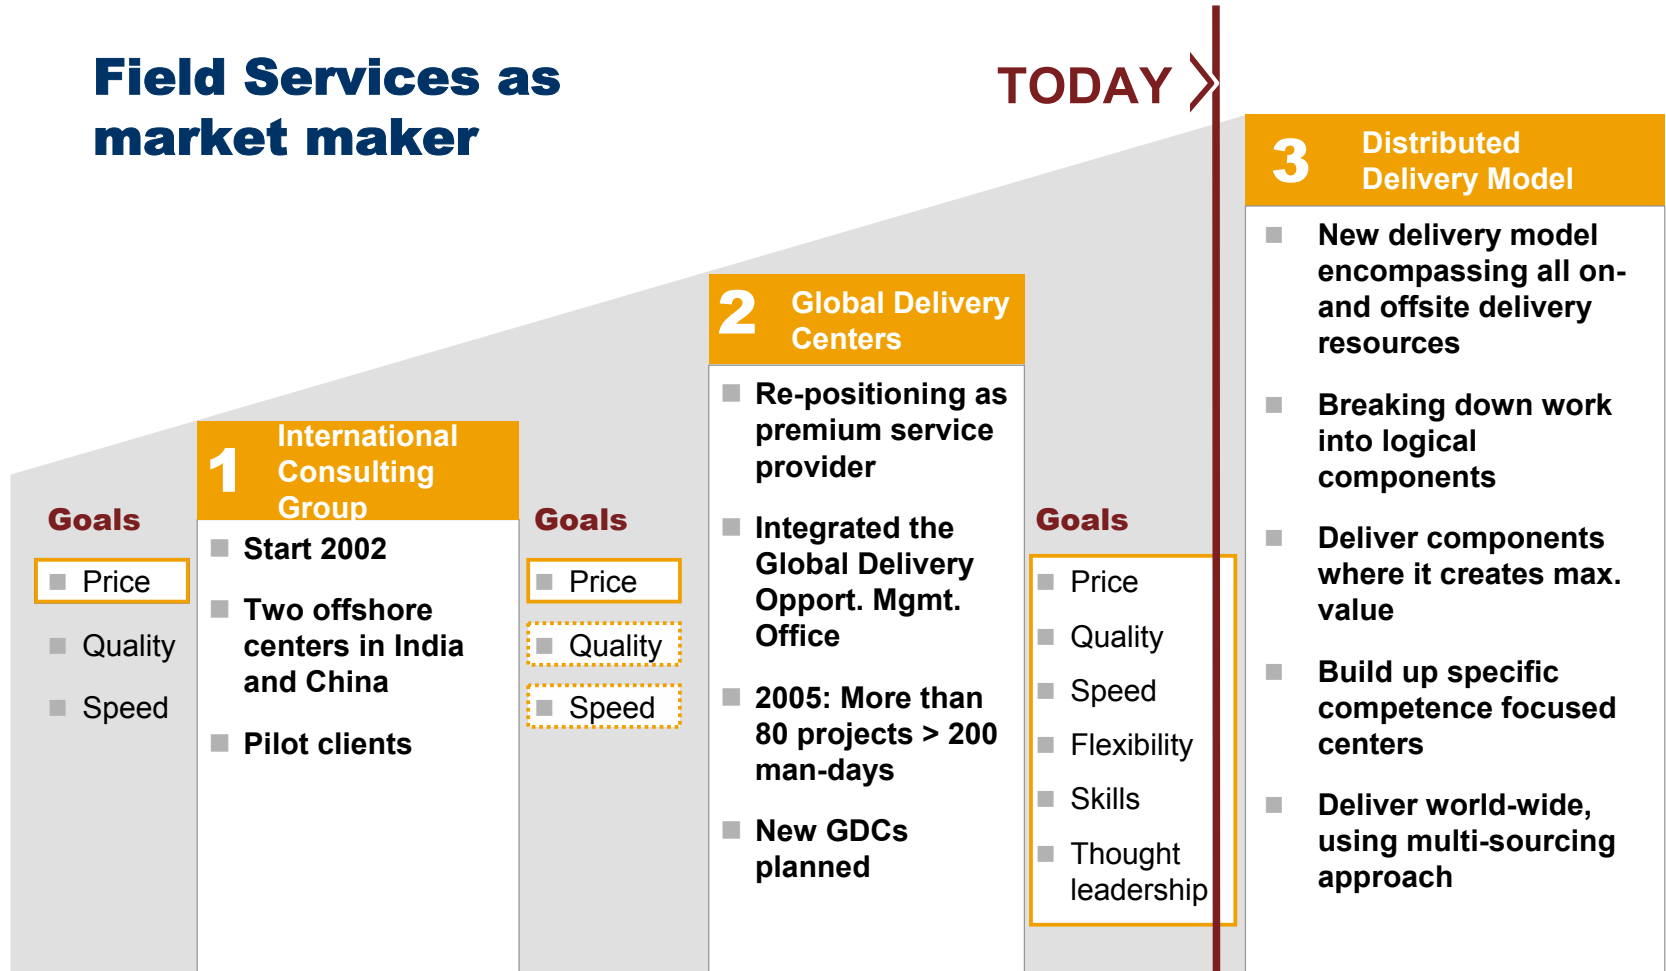 Field Services as
market maker
TODAY
Goals
Price
Quality
Speed
1
International
Consulting
Group
Start 2002
Two offshore
centers in India
and China
Pilot clients
Goals
Price
Quality
Speed
2
Global Delivery
Centers
Re-positioning as
premium service
provider
Integrated the
Global Delivery
Opport. Mgmt.
Office
2005: More than
80 projects > 200
man-days
New GDCs
planned
Goals
Price
Quality
Speed
Flexibility
Skills
Thought
leadership
3
Distributed
Delivery Model
New delivery model
encompassing all on-
and offsite delivery
resources
Breaking down work
into logical
components
Deliver components
where it creates max.
value
Build up specific
competence focused
centers
Deliver world-wide,
using multi-sourcing
approach